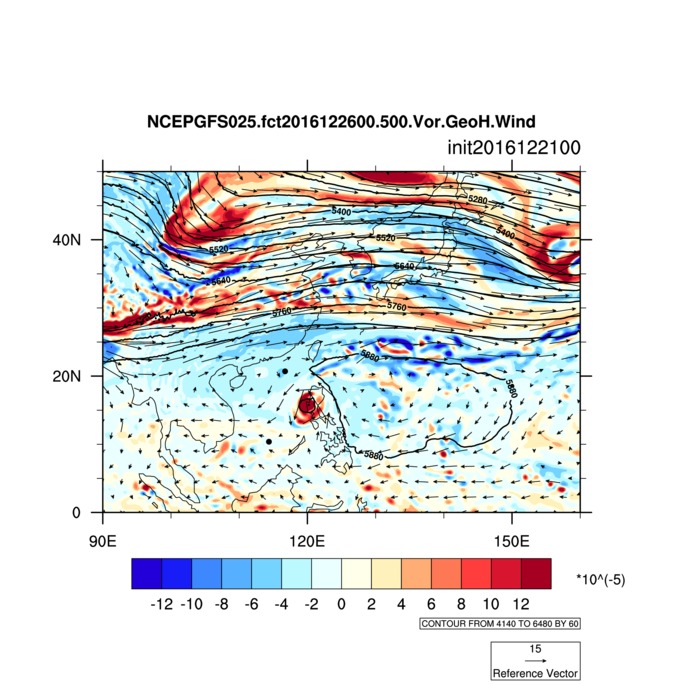 NCEPGFS025.fct2016122600.500.Vor.GeoH.Wind
init2016122100
5280
5400
5400
5520
5520
40N
5640
5640
5760
5760
5880
20N
5880
5880
0
90E 120E 150E
-12 -10 -8 -6 -4 -2 0 2 4 6 8 10 12
*10^(-5)
CONTOUR FROM 4140 TO 6480 BY 60
15
Reference Vector